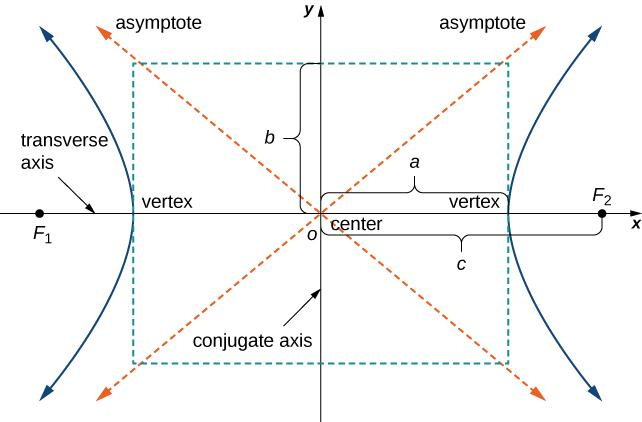 y
asymptote
asymptote
b
transverse
axis
a
vertex
vertex
F2
F1
o
center
x
c
conjugate axis